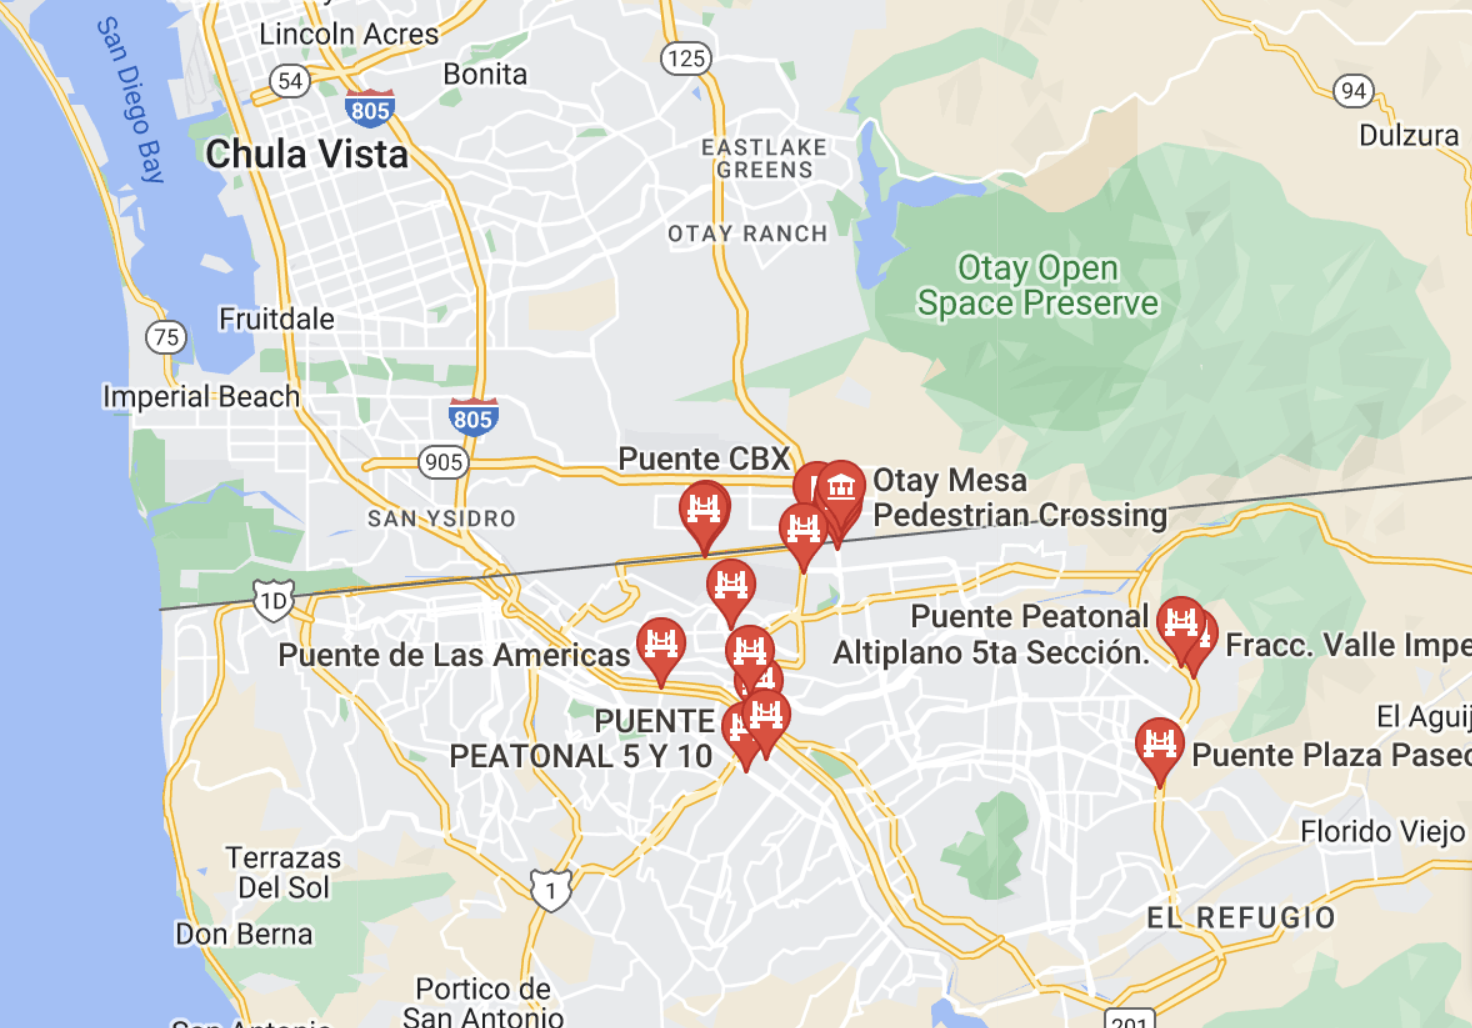 Lincoln Acres
San Diego Bay
54
Bonita
125
805
94
Dulzura
Chula Vista
EASTLAKE
GREENS
OTAY RANCH
Otay Open
Space Preserve
Fruitdale
75
Imperial Beach
805
905
Puente CBX
Otay Mesa
Pedestrian Crossing
SAN YSIDRO
1D
Puente Peatonal
Altiplano 5ta Sección.
Fracc. Valle Impe
Puente de Las Americas
PUENTE
PEATONAL 5 Y 10
El Aguij
Puente Plaza Paseo
Florido Viejo
Terrazas
Del Sol
1
EL REFUGIO
Don Berna
Portico de
San Antonio
San Antonio
201